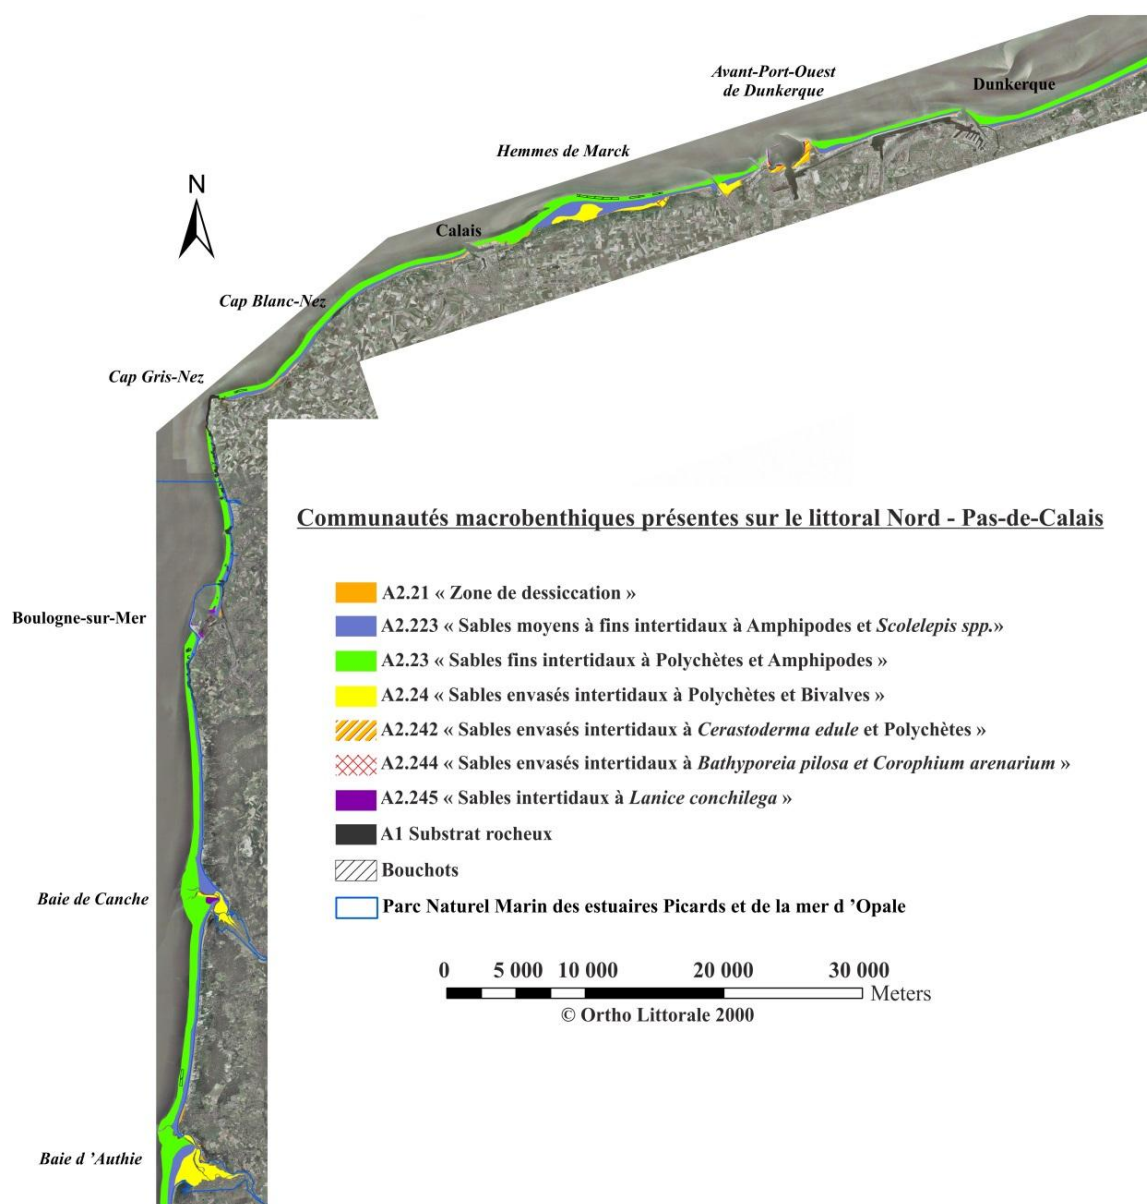 Avant-Port-Ouest
de Dunkerque
Dunkerque
Hemmes de Marck
N
Calais
Cap Blanc-Nez
Cap Gris-Nez
Communautés macrobenthiques présentes sur le littoral Nord - Pas-de-Calais
A2.21 « Zone de dessiccation »
A2.223 « Sables moyens à fins intertidaux à Amphipodes et Scolelepis spp.»
Boulogne-sur-Mer
A2.23 « Sables fins intertidaux à Polychètes et Amphipodes »
A2.24 « Sables envasés intertidaux à Polychètes et Bivalves »
A2.242 « Sables envasés intertidaux à Cerastoderma edule et Polychètes »
A2.244 « Sables envasés intertidaux à Bathyporeia pilosa et Corophium arenarium »
A2.245 « Sables intertidaux à Lanice conchilega »
A1 Substrat rocheux
Bouchots
Baie de Canche
Parc Naturel Marin des estuaires Picards et de la mer d ’Opale
0 5 000 10 000 20 000 30 000
Meters
© Ortho Littorale 2000
Baie d ’Authie